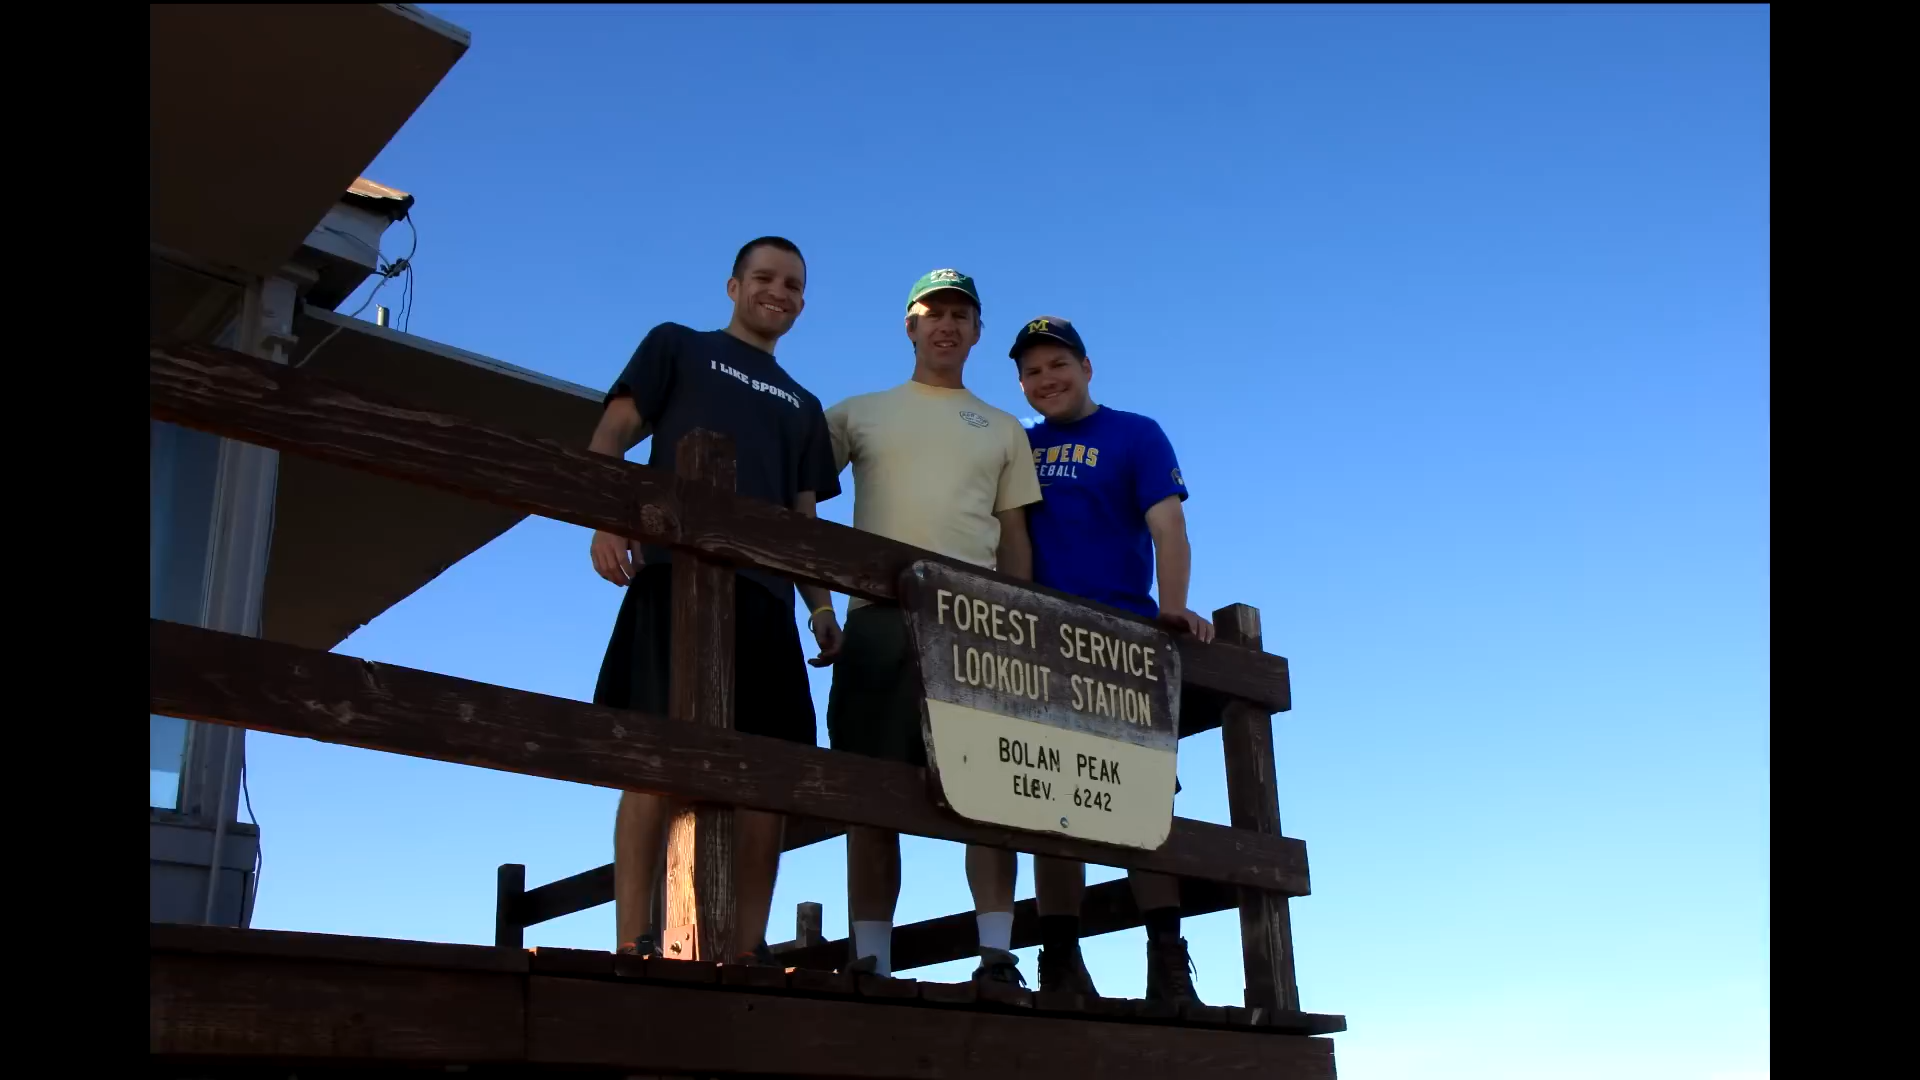 M
I LIKE SPORTS
EWERS
EBALL
FOREST SERVICE
LOOKOUT STATION
BOLAN PEAK
ELEV. 6242